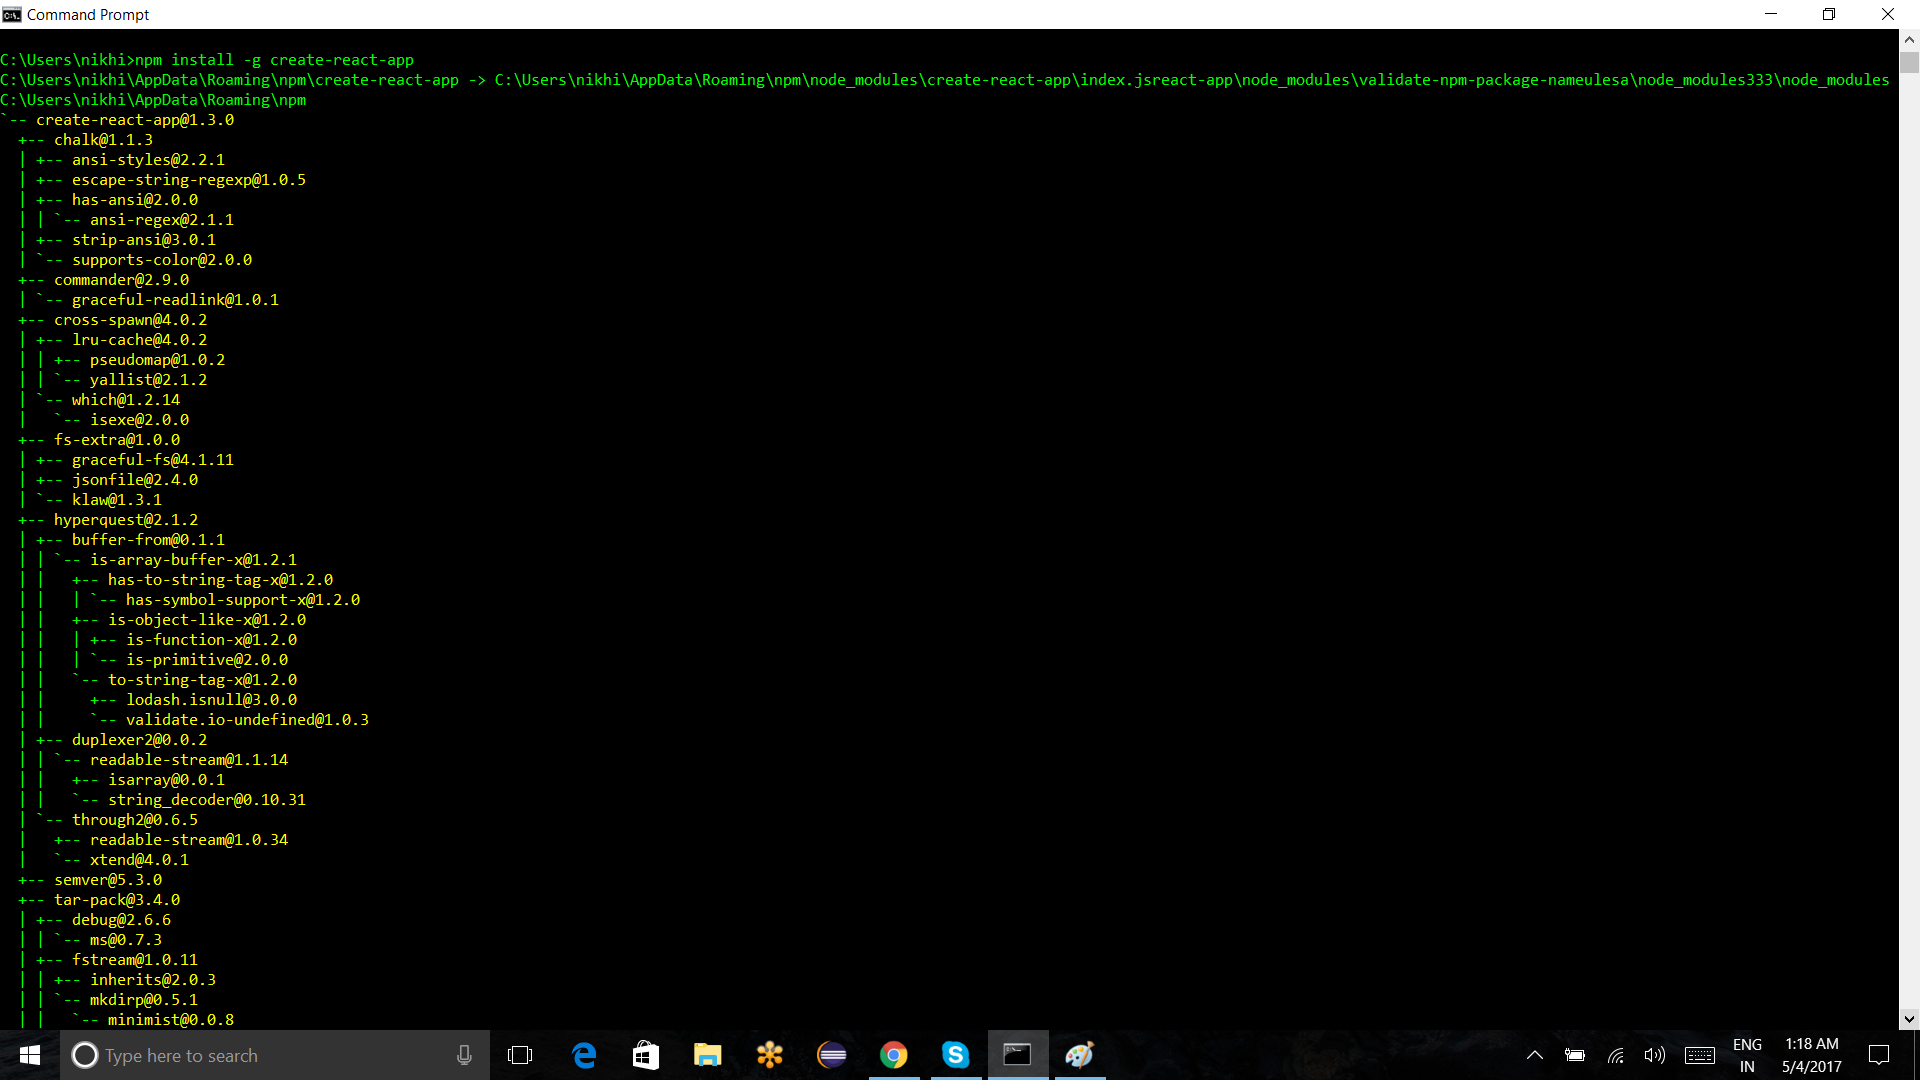 Command Prompt
C:\Users\nikhi>npm install -g create-react-app
C:\Users\nikhi\AppData\Roaming\npm\create-react-app -> C:\Users\nikhi\AppData\Roaming\npm\node_modules\create-react-app\index.jsreact-app\node_modules\validate-npm-package-nameulesa\node_modules333\node_modules
C:\Users\nikhi\AppData\Roaming\npm
`-- create-react-app@1.3.0
  +-- chalk@1.1.3
  | +-- ansi-styles@2.2.1
  | +-- escape-string-regexp@1.0.5
  | +-- has-ansi@2.0.0
  | | `-- ansi-regex@2.1.1
  | +-- strip-ansi@3.0.1
  | `-- supports-color@2.0.0
  +-- commander@2.9.0
  | `-- graceful-readlink@1.0.1
  +-- cross-spawn@4.0.2
  | +-- lru-cache@4.0.2
  | | +-- pseudomap@1.0.2
  | | `-- yallist@2.1.2
  | `-- which@1.2.14
  |   `-- isexe@2.0.0
  +-- fs-extra@1.0.0
  | +-- graceful-fs@4.1.11
  | +-- jsonfile@2.4.0
  | `-- klaw@1.3.1
  +-- hyperquest@2.1.2
  | +-- buffer-from@0.1.1
  | | `-- is-array-buffer-x@1.2.1
  | |   +-- has-to-string-tag-x@1.2.0
  | |   | `-- has-symbol-support-x@1.2.0
  | |   +-- is-object-like-x@1.2.0
  | |   | +-- is-function-x@1.2.0
  | |   | `-- is-primitive@2.0.0
  | |   `-- to-string-tag-x@1.2.0
  | |     +-- lodash.isnull@3.0.0
  | |     `-- validate.io-undefined@1.0.3
  | +-- duplexer2@0.0.2
  | | `-- readable-stream@1.1.14
  | |   +-- isarray@0.0.1
  | |   `-- string_decoder@0.10.31
  | `-- through2@0.6.5
  |   +-- readable-stream@1.0.34
  |   `-- xtend@4.0.1
  +-- semver@5.3.0
  +-- tar-pack@3.4.0
  | +-- debug@2.6.6
  | | `-- ms@0.7.3
  | +-- fstream@1.0.11
  | | +-- inherits@2.0.3
  | | `-- mkdirp@0.5.1
  | |   `-- minimist@0.0.8
Type here to search
ENG
IN
1:18 AM
5/4/2017